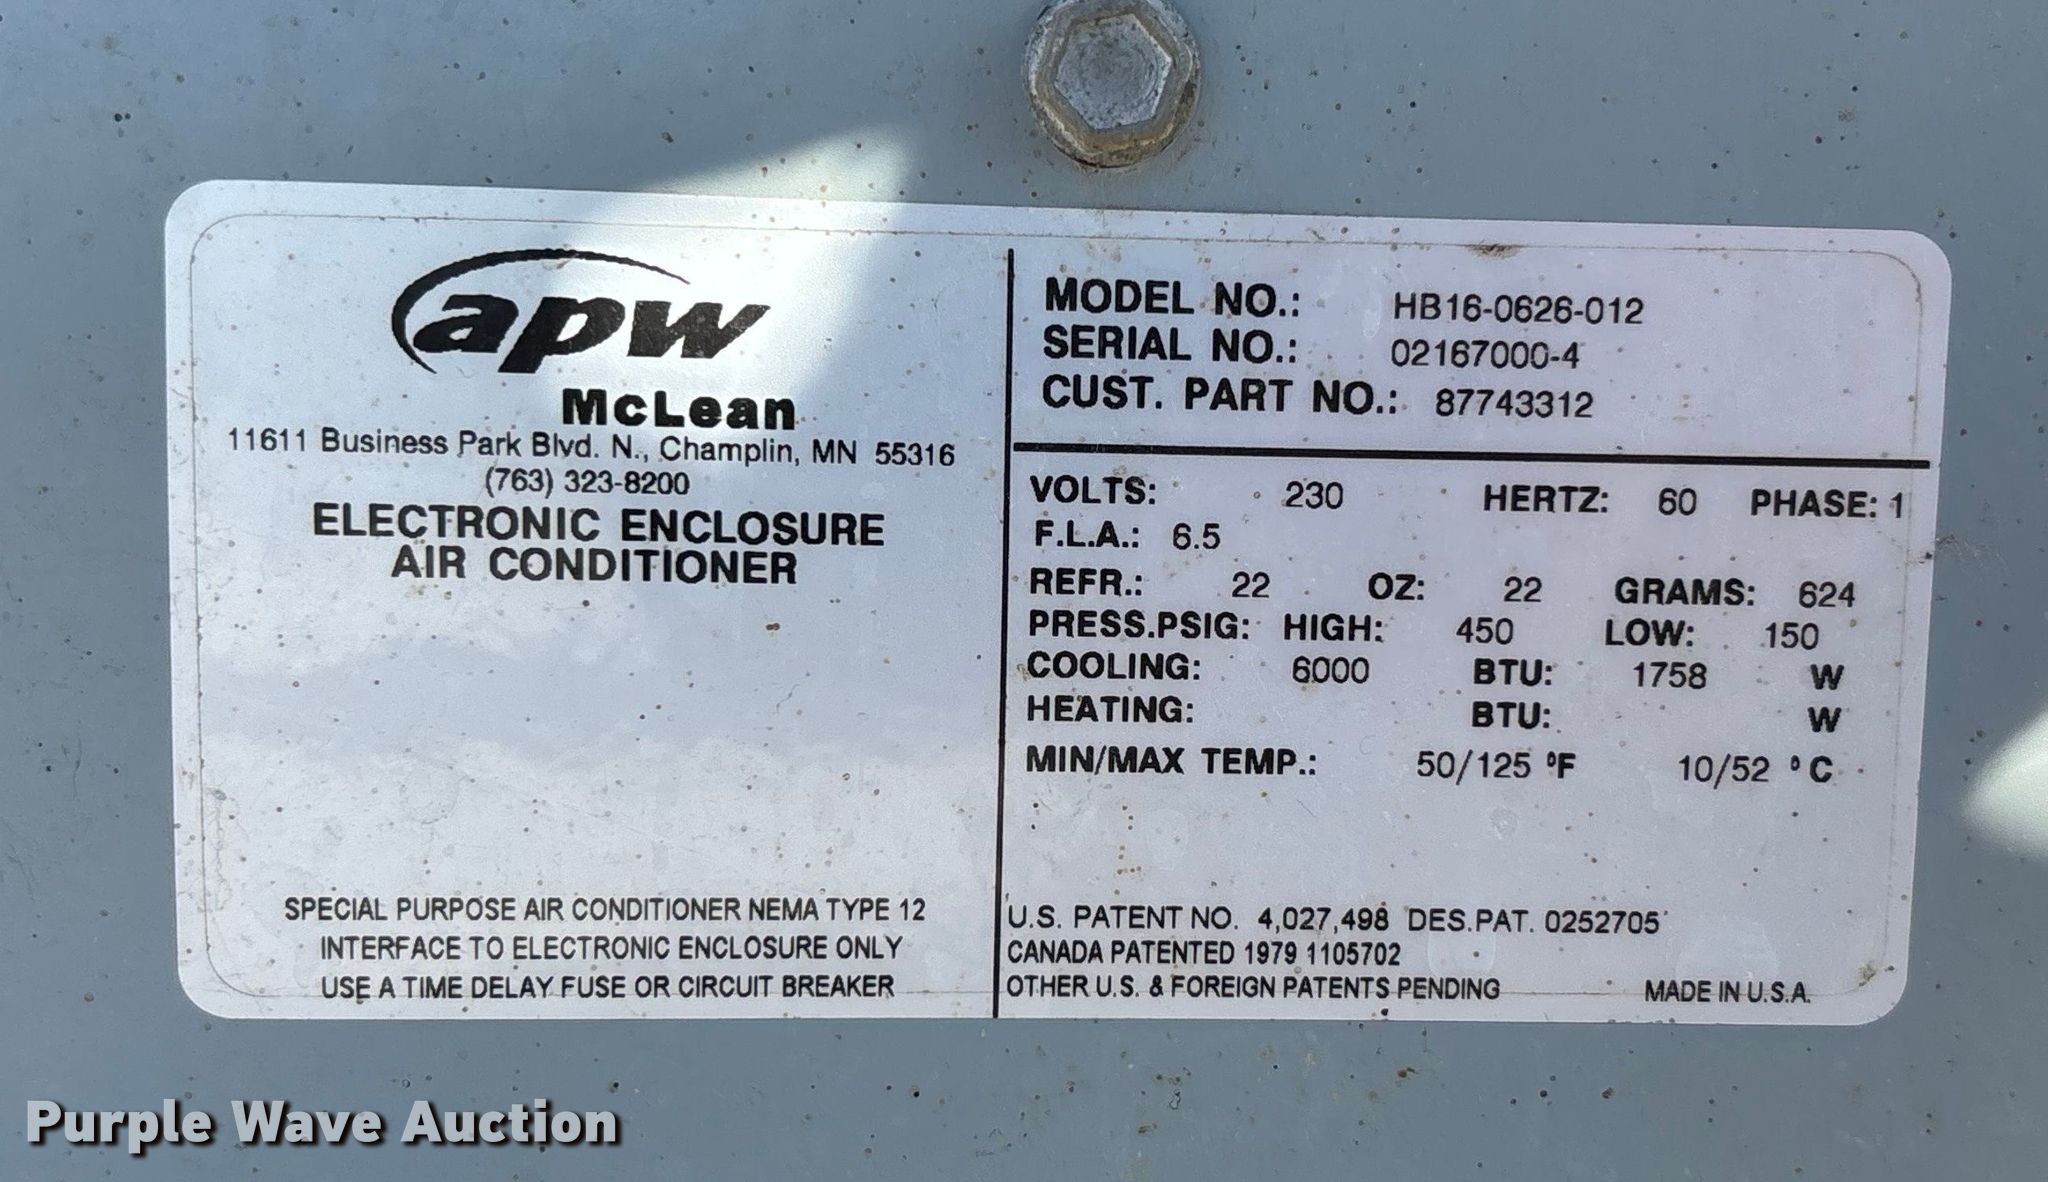 apw
McLean
11611 Business Park Blvd. N., Champlin, MN 55316
(763) 323-8200
ELECTRONIC ENCLOSURE
AIR CONDITIONER
SPECIAL PURPOSE AIR CONDITIONER NEMA TYPE 12
INTERFACE TO ELECTRONIC ENCLOSURE ONLY
USE A TIME DELAY FUSE OR CIRCUIT BREAKER
MODEL NO.: HB16-0626-012
SERIAL NO.: 02167000-4
CUST. PART NO.: 87743312
VOLTS: 230 HERTZ: 60 PHASE: 1
F.L.A.: 6.5
REFR.: 22 OZ: 22 GRAMS: 624
PRESS.PSIG: HIGH: 450 LOW: 150
COOLING: 6000 BTU: 1758 W
HEATING: BTU: W
MIN/MAX TEMP.: 50/125 °F 10/52 °C
U.S. PATENT NO. 4,027,498 DES.PAT. 0252705
CANADA PATENTED 1979 1105702
OTHER U.S. & FOREIGN PATENTS PENDING MADE IN U.S.A.
Purple Wave Auction